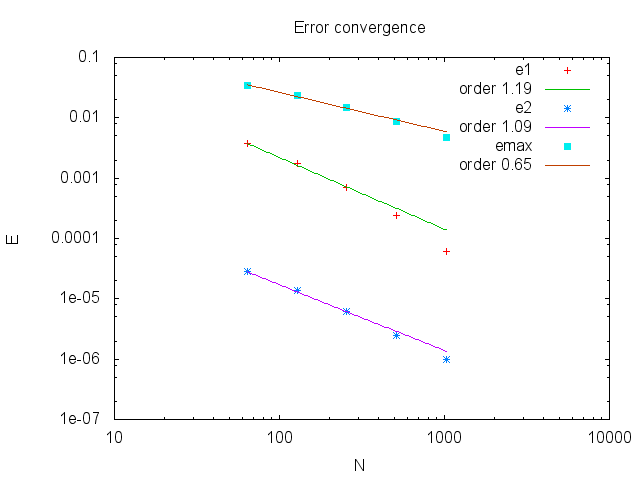 Error convergence
0.1
0.01
0.001
0.0001
1e-05
1e-06
1e-07
E
10
100
1000
10000
N
e1
order 1.19
e2
order 1.09
emax
order 0.65